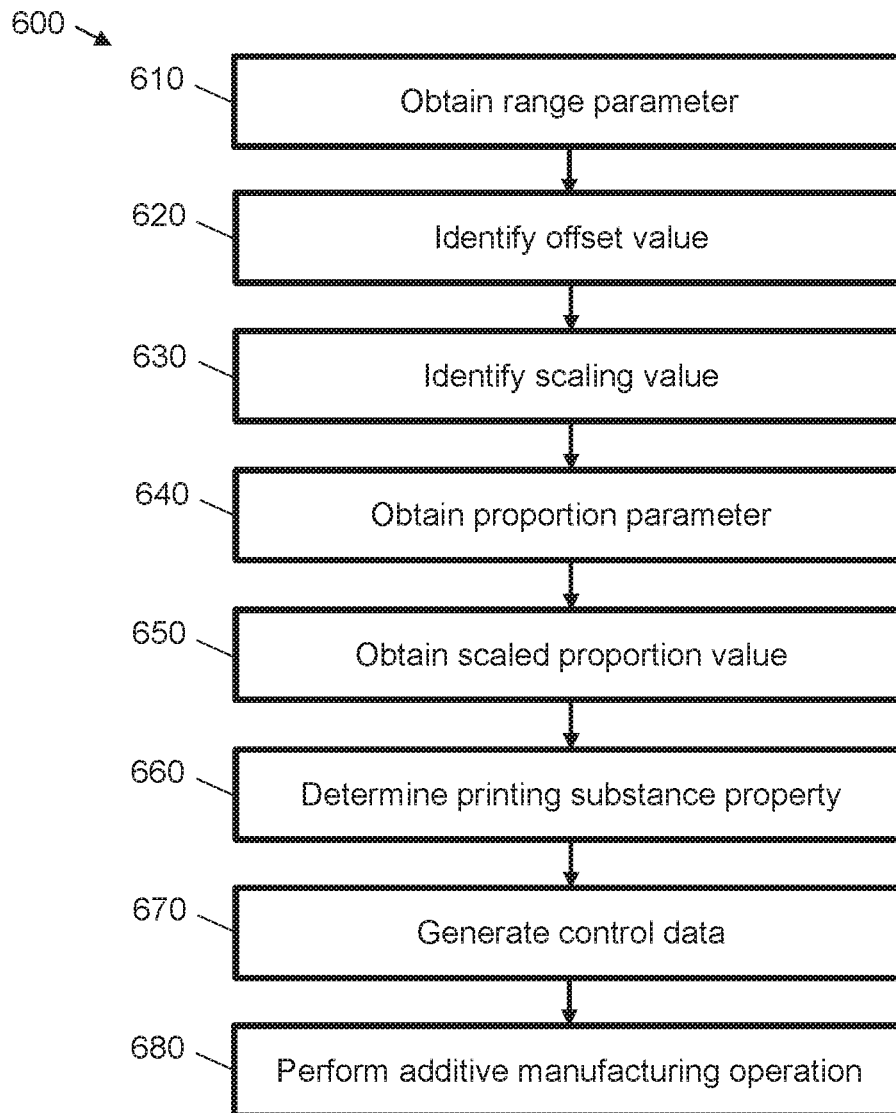 600
610
Obtain range parameter
620
Identify offset value
630
Identify scaling value
640
Obtain proportion parameter
650
Obtain scaled proportion value
660
Determine printing substance property
670
Generate control data
680
Perform additive manufacturing operation